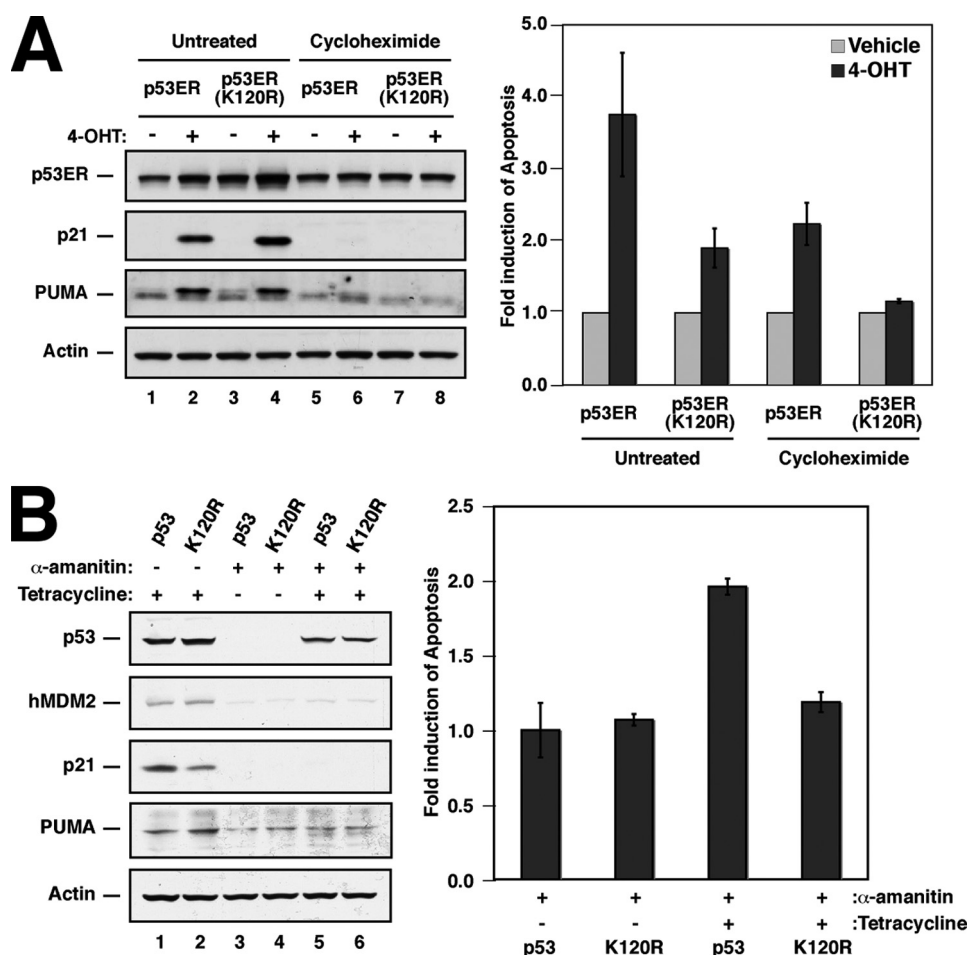 A
Untreated Cycloheximide
p53ER p53ER (K120R) p53ER p53ER (K120R)
4-OHT: - + - + - + - +
p53ER
p21
PUMA
Actin
1 2 3 4 5 6 7 8
Fold induction of Apoptosis
5.0
4.0
3.0
2.0
1.0
0.0
Vehicle
4-OHT
p53ER p53ER (K120R) p53ER p53ER (K120R)
Untreated Cycloheximide
B
p53 K120R p53 K120R p53 K120R
α-amanitin: - - + + + +
Tetracycline: + + - - + +
p53
hMDM2
p21
PUMA
Actin
1 2 3 4 5 6
Fold induction of Apoptosis
2.5
2.0
1.5
1.0
0.5
0.0
+ + + + :α-amanitin
- - + + :Tetracycline
p53 K120R p53 K120R